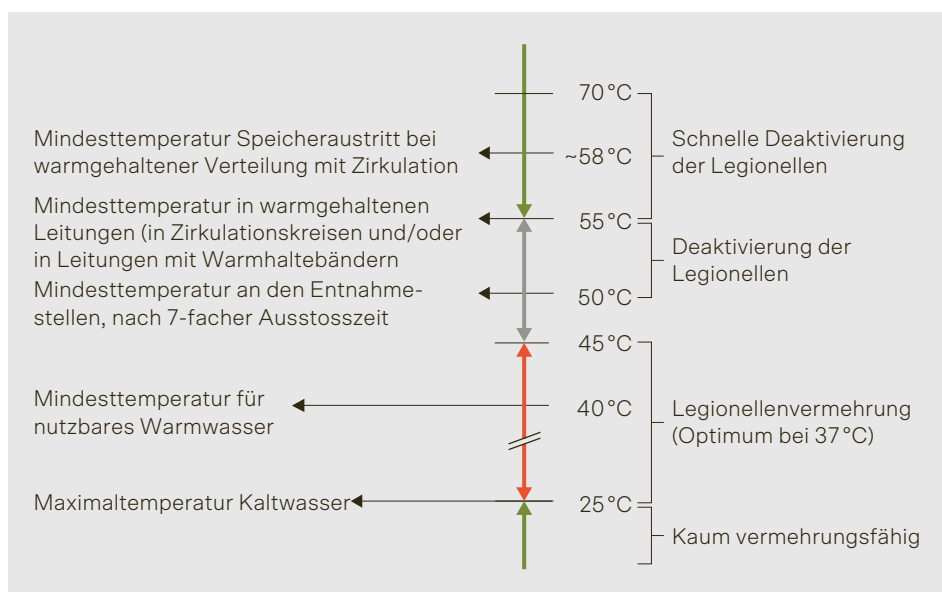 70 °C
Mindesttemperatur Speicheraustritt bei
warmgehaltener Verteilung mit Zirkulation
~58 °C
Schnelle Deaktivierung
der Legionellen
Mindesttemperatur in warmgehaltenen
Leitungen (in Zirkulationskreisen und/oder
in Leitungen mit Warmhaltebändern
55 °C
Deaktivierung der
Legionellen
Mindesttemperatur an den Entnahme-
stellen, nach 7-facher Ausstosszeit
50 °C
45 °C
Mindesttemperatur für
nutzbares Warmwasser
40 °C
Legionellenvermehrung
(Optimum bei 37 °C)
Maximaltemperatur Kaltwasser
25 °C
Kaum vermehrungsfähig